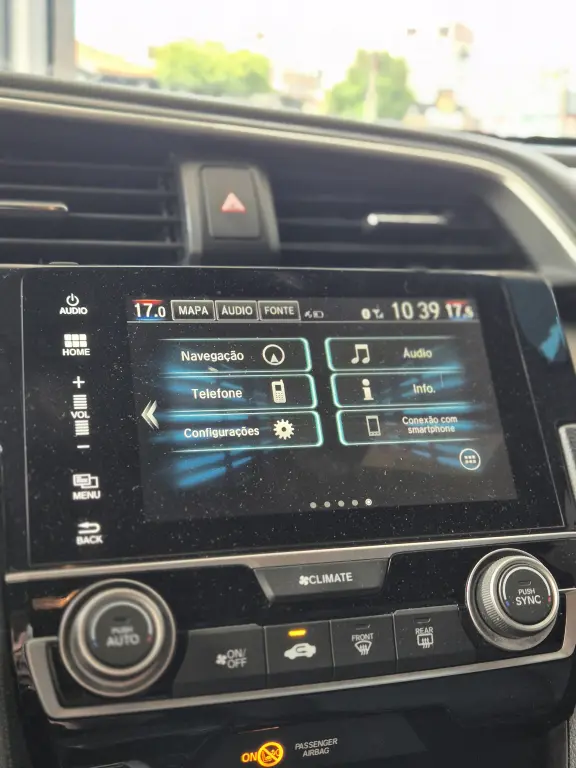 AUDIO
17.0 MAPA ÁUDIO FONTE 10 39 17.5
HOME
Navegação Áudio
Telefone Info.
Configurações Conexão com
smartphone
+
VOL
−
MENU
BACK
CLIMATE
PUSH
AUTO
ON/
OFF
FRONT
REAR
PUSH
SYNC
ON
PASSENGER
AIRBAG